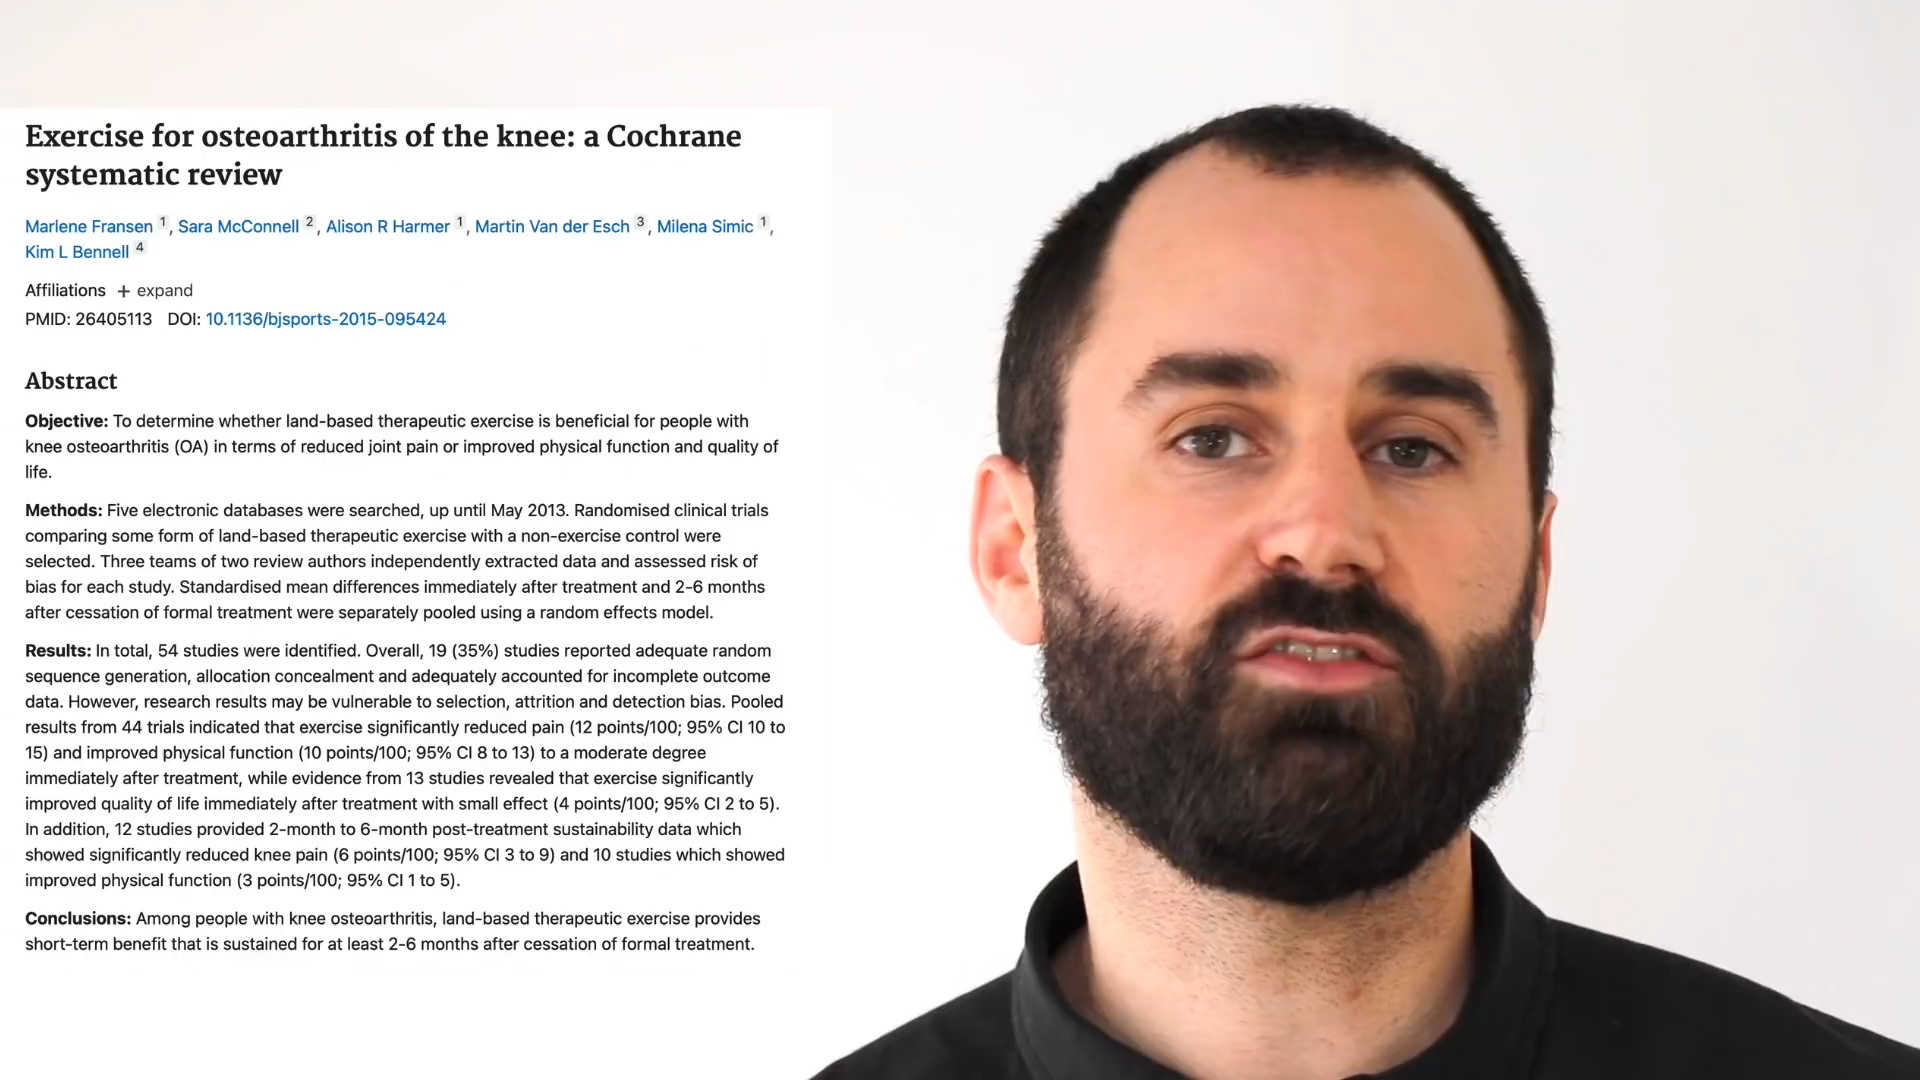 Exercise for osteoarthritis of the knee: a Cochrane
systematic review
Marlene Fransen 1, Sara McConnell 2, Alison R Harmer 1, Martin Van der Esch 3, Milena Simic 1,
Kim L Bennell 4
Affiliations + expand
PMID: 26405113 DOI: 10.1136/bjsports-2015-095424
Abstract
Objective: To determine whether land-based therapeutic exercise is beneficial for people with
knee osteoarthritis (OA) in terms of reduced joint pain or improved physical function and quality of
life.
Methods: Five electronic databases were searched, up until May 2013. Randomised clinical trials
comparing some form of land-based therapeutic exercise with a non-exercise control were
selected. Three teams of two review authors independently extracted data and assessed risk of
bias for each study. Standardised mean differences immediately after treatment and 2-6 months
after cessation of formal treatment were separately pooled using a random effects model.
Results: In total, 54 studies were identified. Overall, 19 (35%) studies reported adequate random
sequence generation, allocation concealment and adequately accounted for incomplete outcome
data. However, research results may be vulnerable to selection, attrition and detection bias. Pooled
results from 44 trials indicated that exercise significantly reduced pain (12 points/100; 95% CI 10 to
15) and improved physical function (10 points/100; 95% CI 8 to 13) to a moderate degree
immediately after treatment, while evidence from 13 studies revealed that exercise significantly
improved quality of life immediately after treatment with small effect (4 points/100; 95% CI 2 to 5).
In addition, 12 studies provided 2-month to 6-month post-treatment sustainability data which
showed significantly reduced knee pain (6 points/100; 95% CI 3 to 9) and 10 studies which showed
improved physical function (3 points/100; 95% CI 1 to 5).
Conclusions: Among people with knee osteoarthritis, land-based therapeutic exercise provides
short-term benefit that is sustained for at least 2-6 months after cessation of formal treatment.